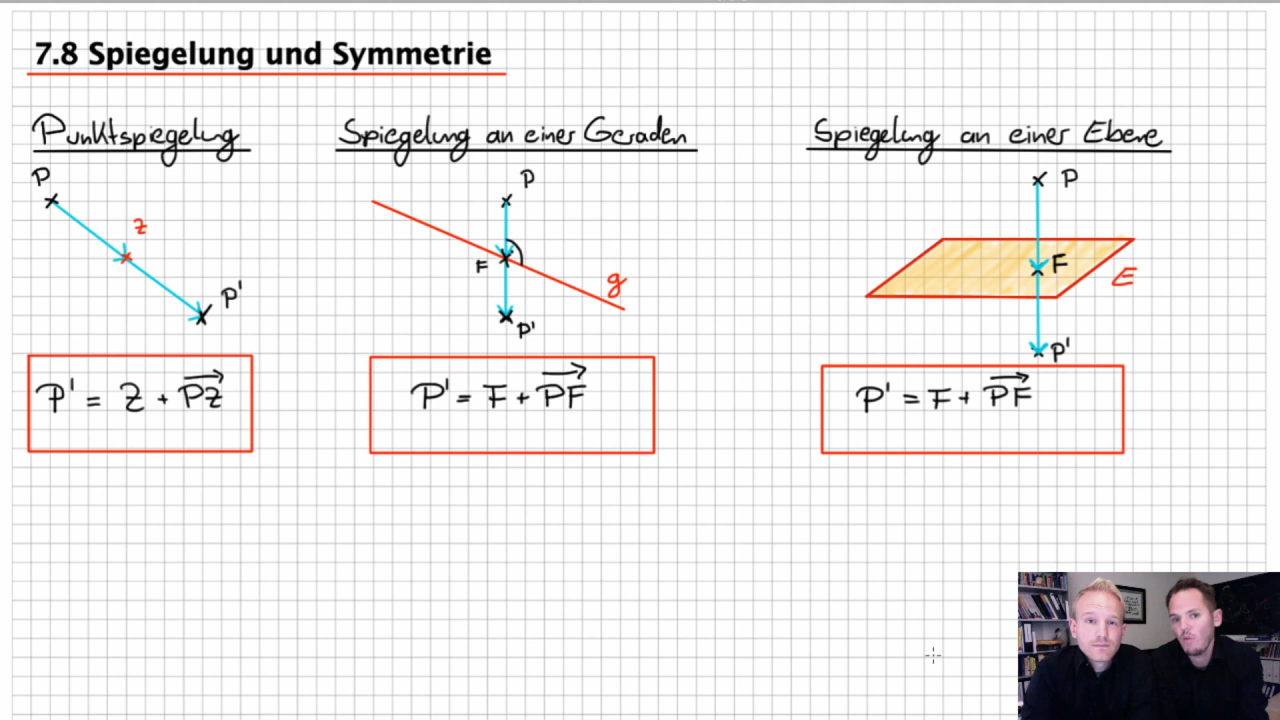 7.8 Spiegelung und Symmetrie
Punktspiegelung
P
Z
P'
P' = Z + PZ
Spiegelung an einer Geraden
P
F
g
P'
P' = F + PF
Spiegelung an einer Ebene
P
F
E
P'
P' = F + PF